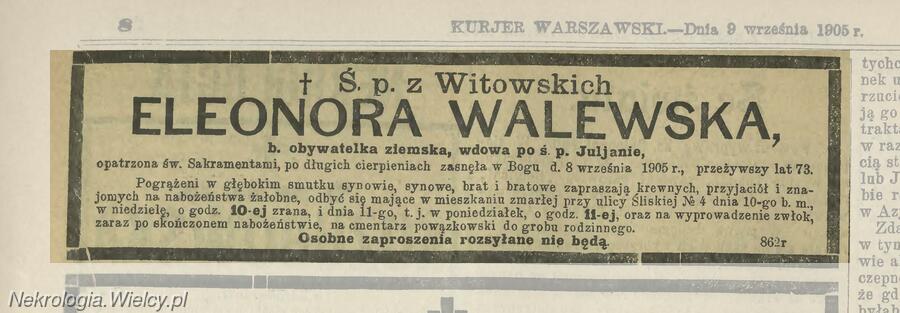 8
KURJER WARSZAWSKI.—Dnia 9 września 1905 r.
† Ś. p. z Witowskich
ELEONORA WALEWSKA,
b. obywatelka ziemska, wdowa po ś. p. Juljanie,
opatrzona św. Sakramentami, po długich cierpieniach zasnęła w Bogu d. 8 września 1905 r., przeżywszy lat 73.
Pogrążeni w głębokim smutku synowie, synowe, brat i bratowe zapraszają krewnych, przyjaciół i zna-
jomych na nabożeństwa żałobne, odbyć się mające w mieszkaniu zmarłej przy ulicy Śliskiej № 4 dnia 10-go b. m.,
w niedzielę, o godz. 10-ej zrana, i dnia 11-go, t. j. w poniedziałek, o godz. 11-ej, oraz na wyprowadzenie zwłok,
zaraz po skończonem nabożeństwie, na cmentarz powązkowski do grobu rodzinnego.
Osobne zaproszenia rozsyłane nie będą.
862r
tycho
nek u
rzucić
ją go
trakta
w raz
cią st
lub J
bie r
w Az
Zda
w tyn
wie a
czepn
że gd
Nekrologia.Wielcy.pl